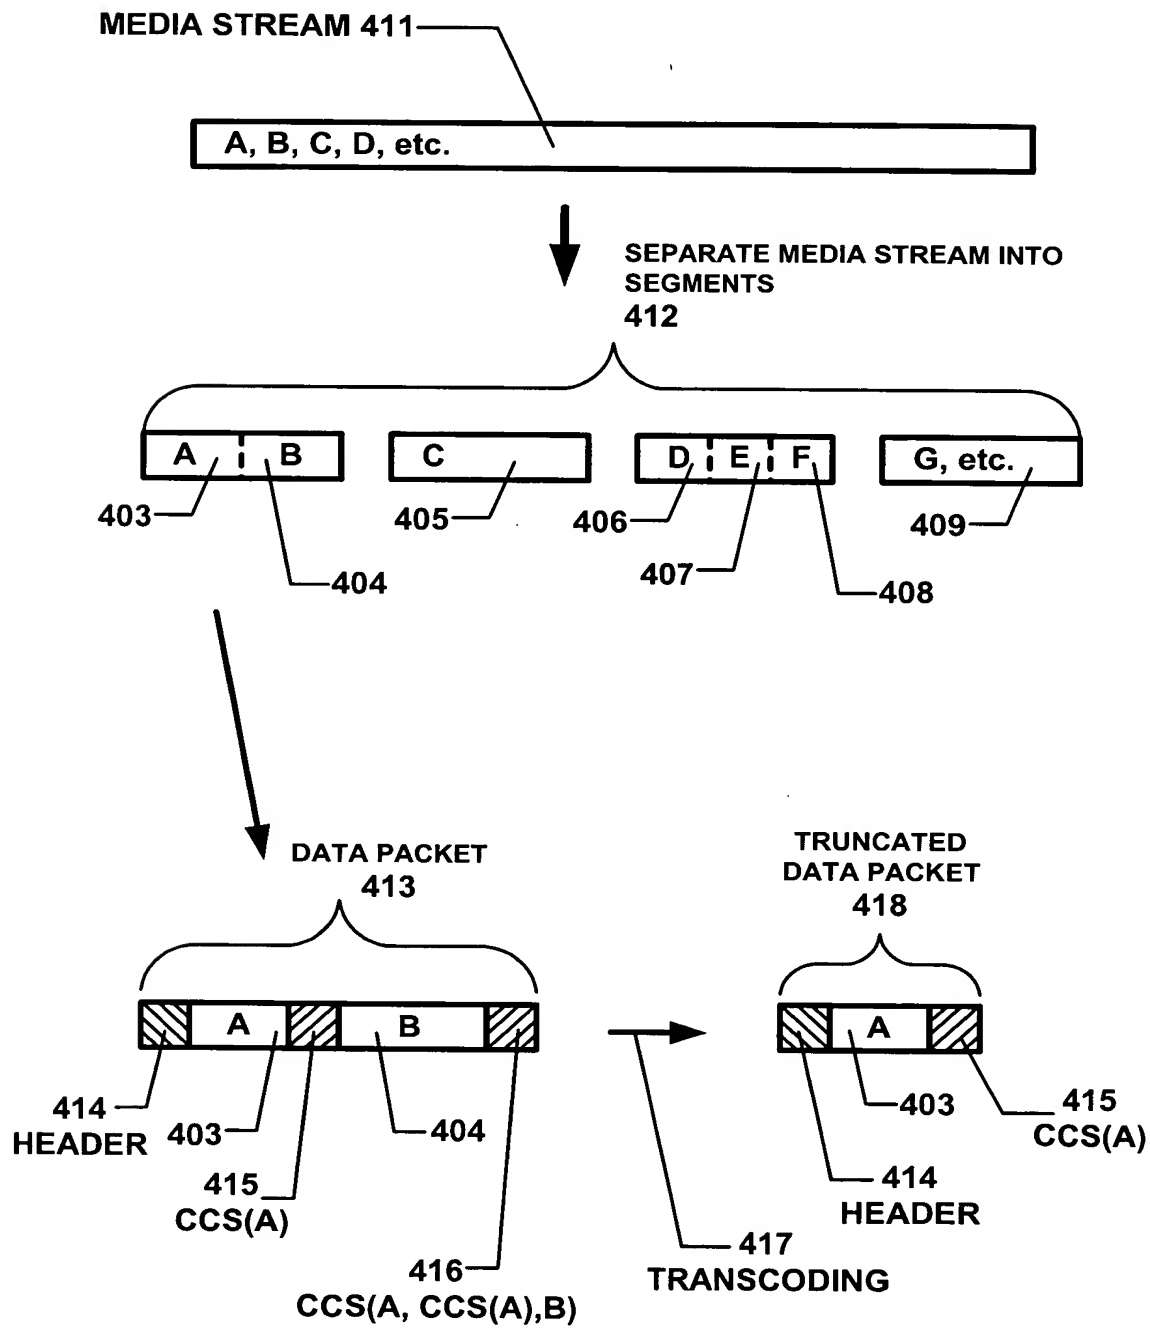 MEDIA STREAM 411
A, B, C, D, etc.
SEPARATE MEDIA STREAM INTO
SEGMENTS
412
A B
C
D E F
G, etc.
403
405
406
409
407
404
408
DATA PACKET
413
TRUNCATED
DATA PACKET
418
A B
A
414
HEADER
403
404
415
CCS(A)
416
CCS(A, CCS(A),B)
403
415
CCS(A)
414
HEADER
417
TRANSCODING